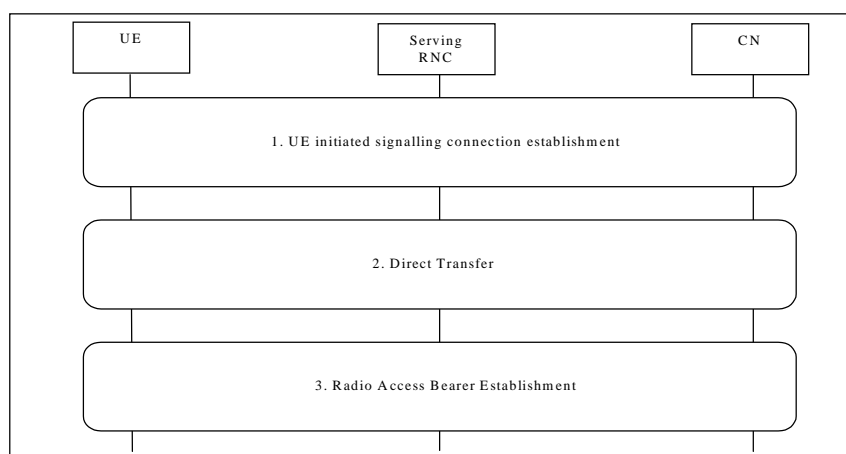 UE
Serving
RNC
CN
1. UE initiated signalling connection establishment
2. Direct Transfer
3. Radio Access Bearer Establishment